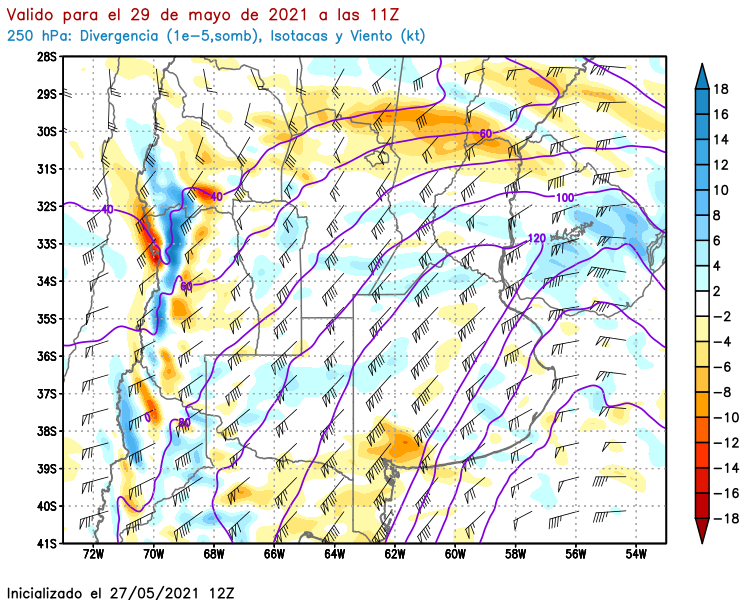 Valido para el 29 de mayo de 2021 a las 11Z
250 hPa: Divergencia (1e-5,somb), Isotacas y Viento (kt)
28S
29S
30S
31S
32S
33S
34S
35S
36S
37S
38S
39S
40S
41S
72W 70W 68W 66W 64W 62W 60W 58W 56W 54W
60
40
40
100
120
60
0
80
18
16
14
12
10
8
6
4
2
-2
-4
-6
-8
-10
-12
-14
-16
-18
Inicializado el 27/05/2021 12Z